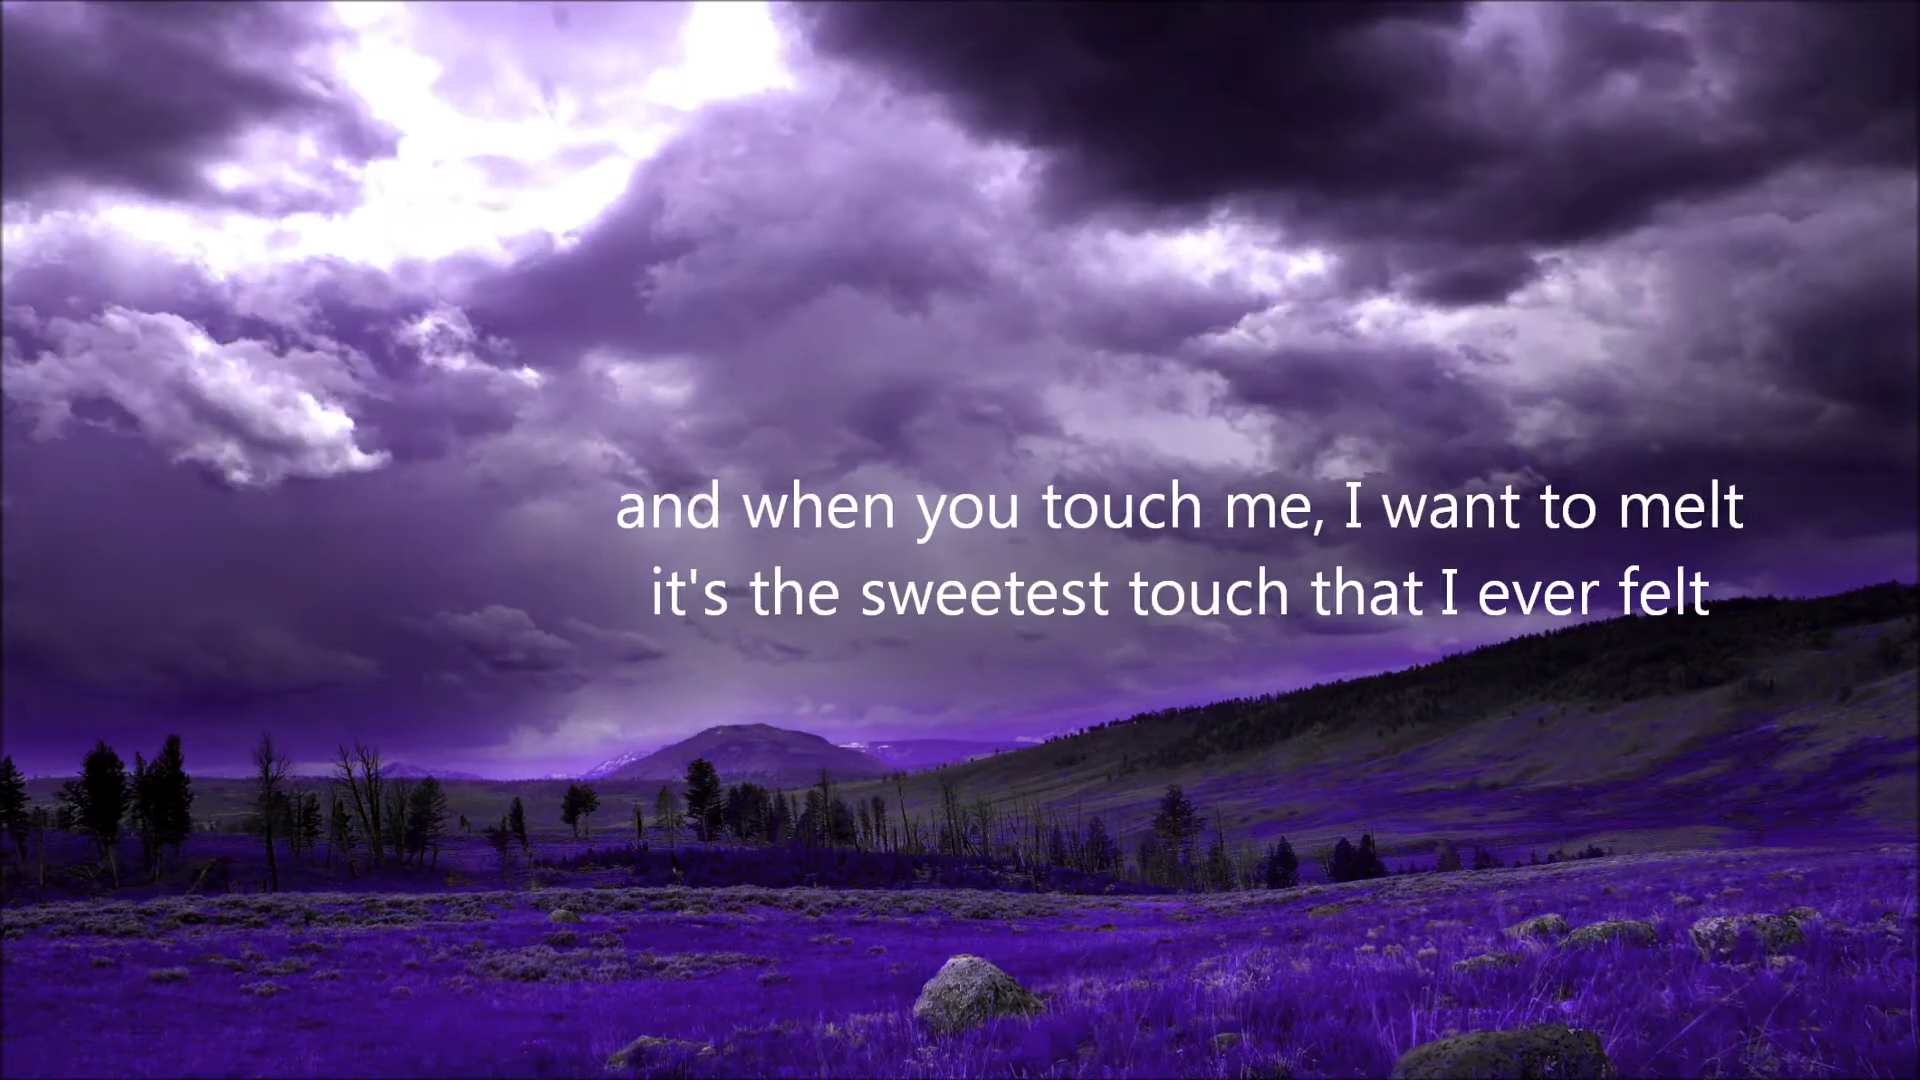 and when you touch me, I want to melt
it's the sweetest touch that I ever felt